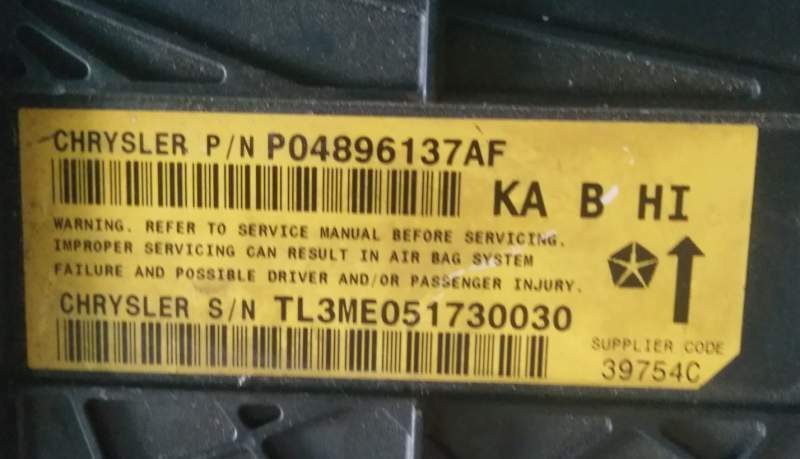 CHRYSLER P/N P04896137AF
KA B HI
WARNING. REFER TO SERVICE MANUAL BEFORE SERVICING.
IMPROPER SERVICING CAN RESULT IN AIR BAG SYSTEM
FAILURE AND POSSIBLE DRIVER AND/OR PASSENGER INJURY.
CHRYSLER S/N TL3ME051730030
SUPPLIER CODE
39754C